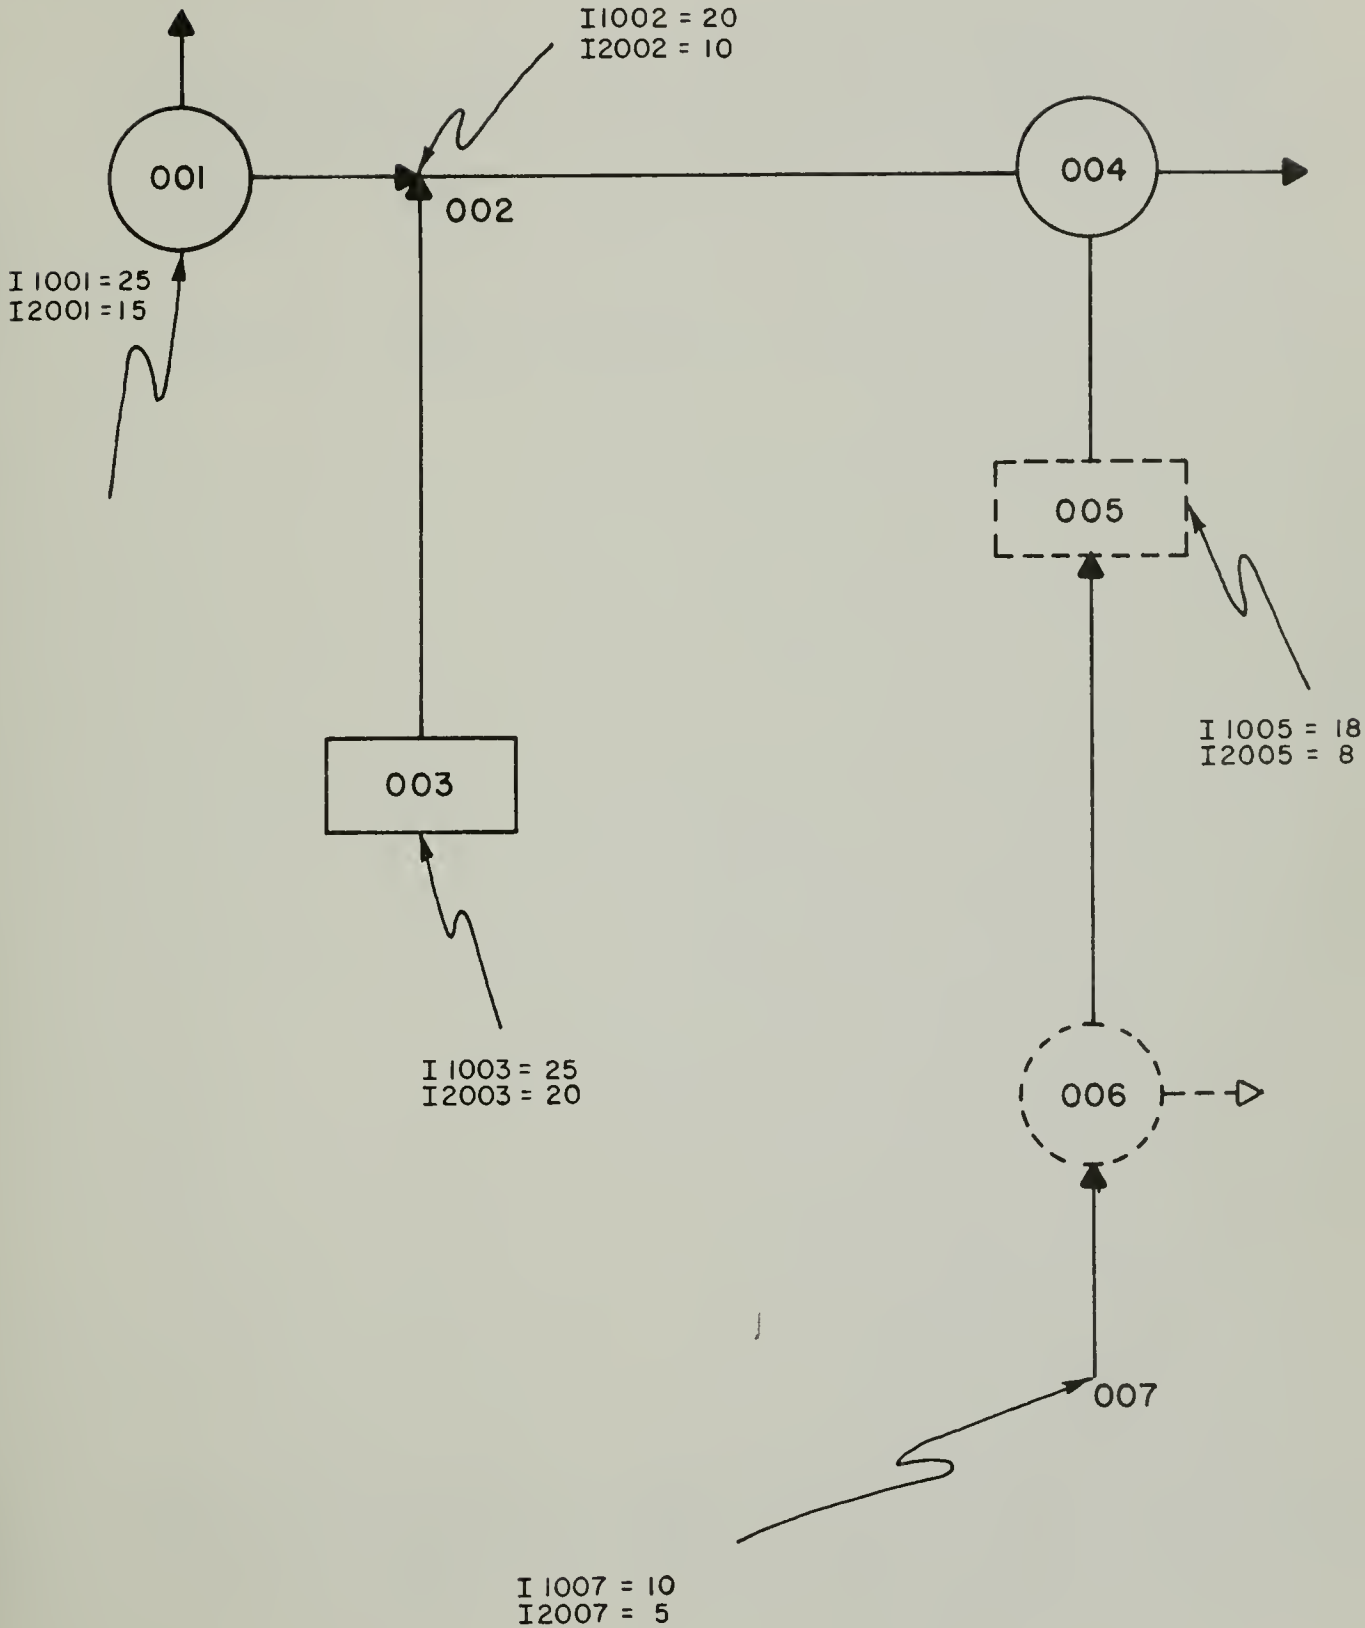 I1002 = 20
I2002 = 10
001
004
002
I1001 = 25
I2001 = 15
005
I1005 = 18
I2005 = 8
003
I1003 = 25
I2003 = 20
006
007
I1007 = 10
I2007 = 5